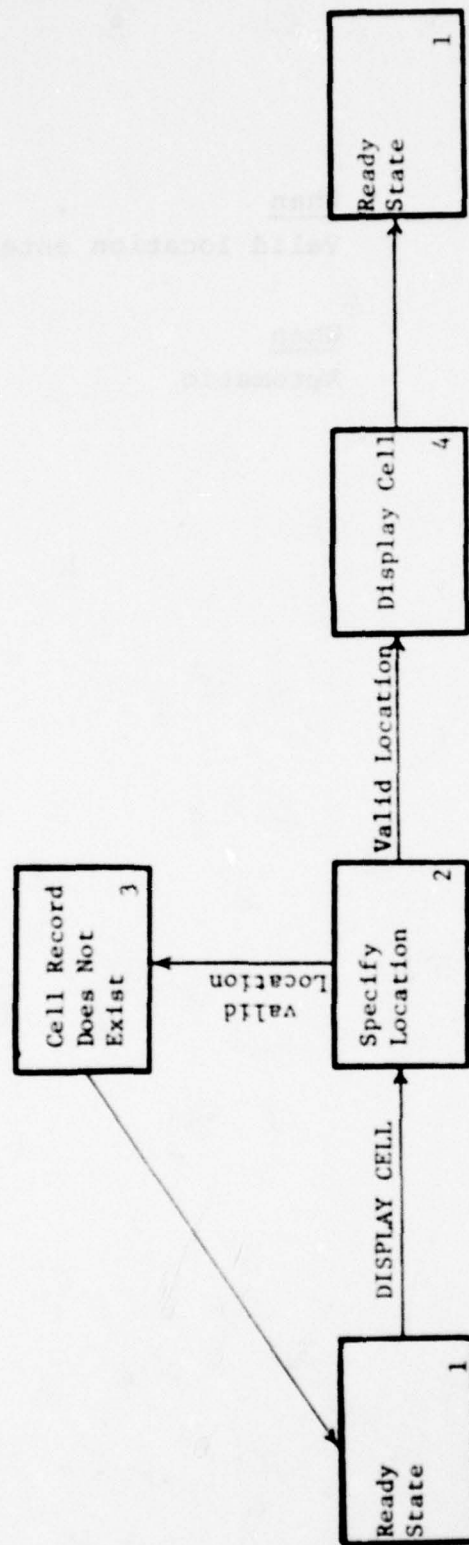 Ready
State
1
DISPLAY CELL
Specify
Location
2
valid
Location
Cell Record
Does Not
Exist
3
Valid Location
Display Cell
4
Ready
State
1